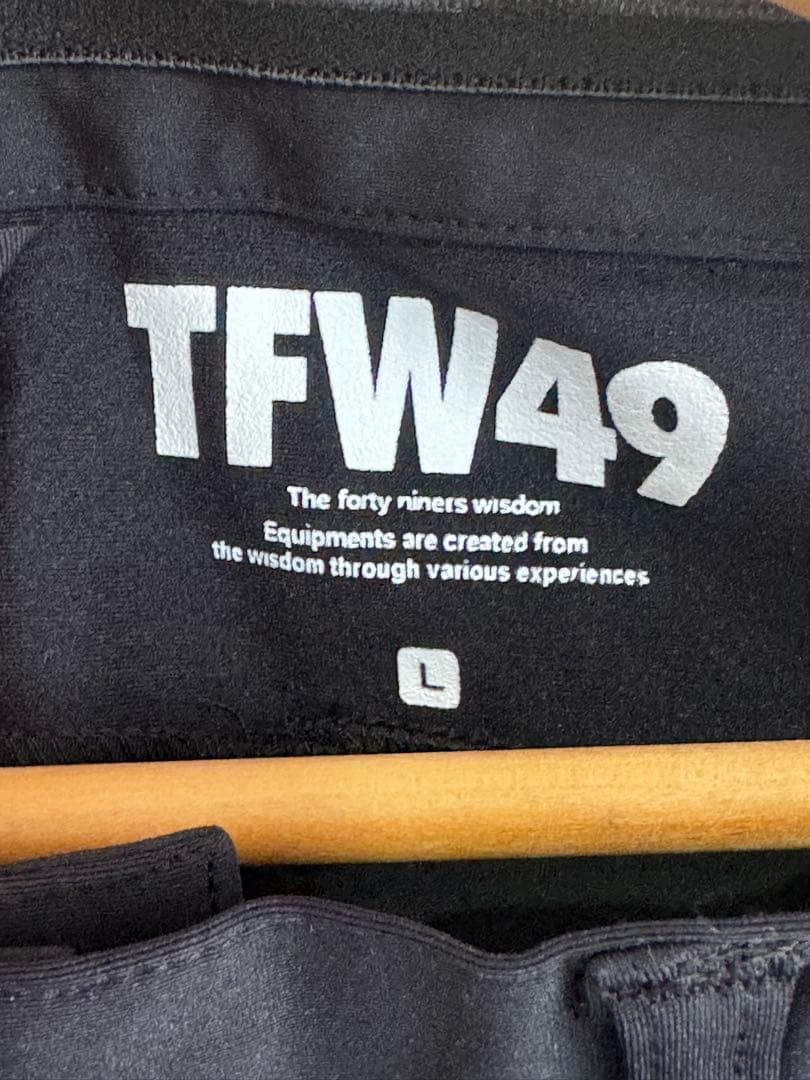 TFW49
The forty niners wisdom
Equipments are created from
the wisdom through various experiences
L